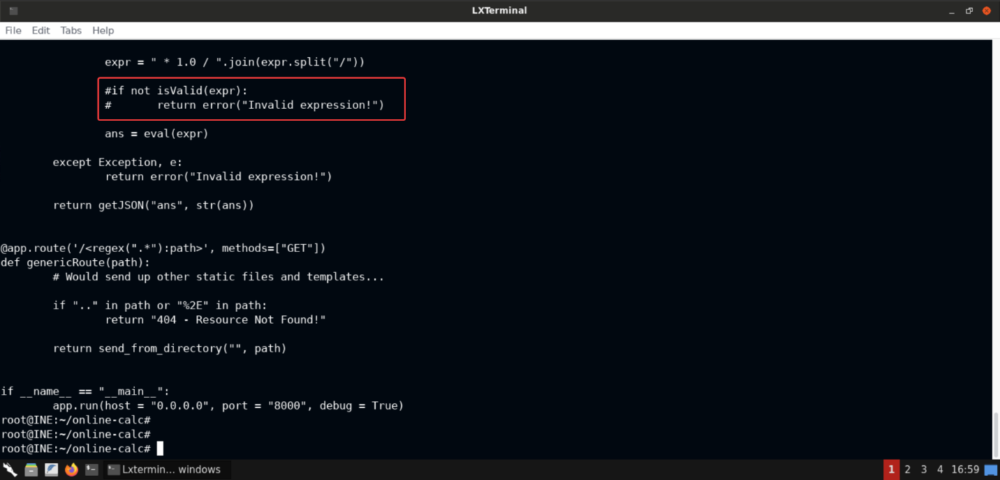 LXTerminal
File Edit Tabs Help
expr = " * 1.0 / ".join(expr.split("/"))
#if not isValid(expr):
#       return error("Invalid expression!")
ans = eval(expr)
except Exception, e:
return error("Invalid expression!")
return getJSON("ans", str(ans))
@app.route('/<regex(".*"):path>', methods=["GET"])
def genericRoute(path):
# Would send up other static files and templates...
if ".." in path or "%2E" in path:
return "404 - Resource Not Found!"
return send_from_directory("", path)
if __name__ == "__main__":
app.run(host = "0.0.0.0", port = "8000", debug = True)
root@INE:~/online-calc#
root@INE:~/online-calc#
root@INE:~/online-calc#
Lxtermin... windows 1 2 3 4 16:59